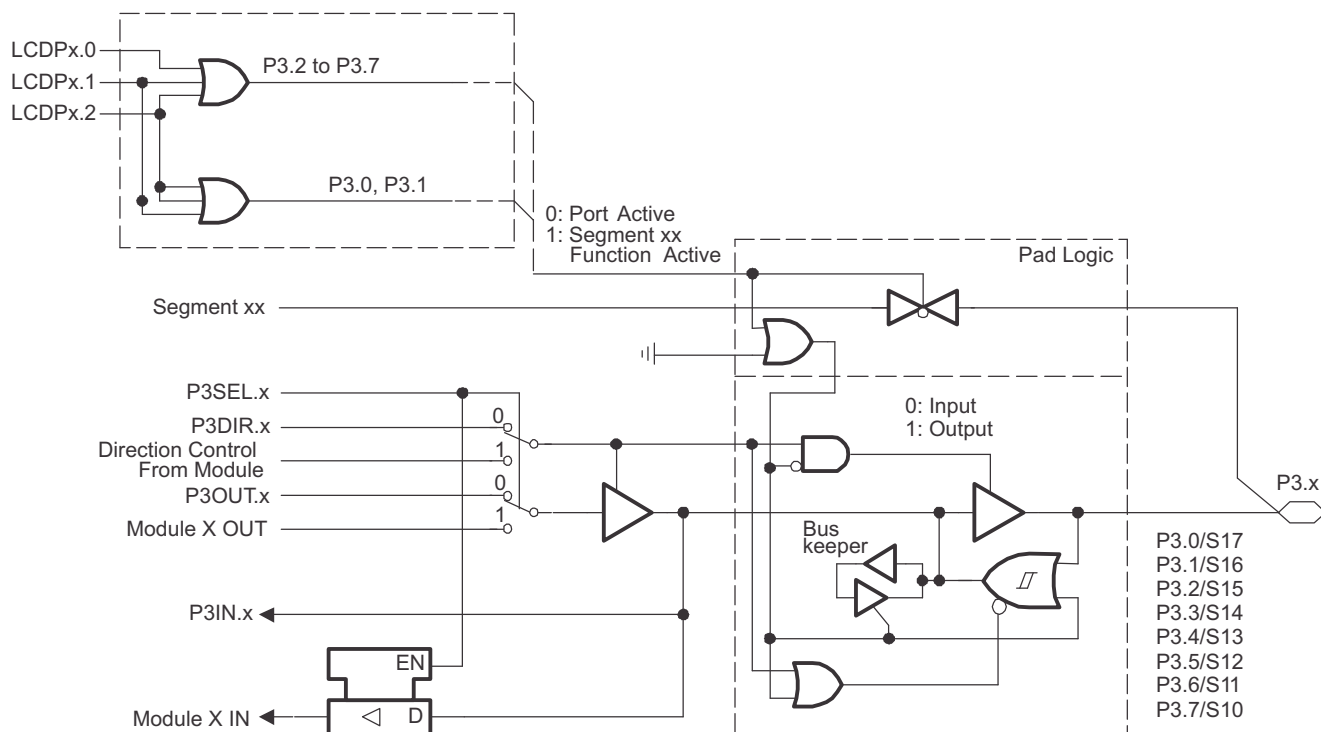 LCDPx.0
LCDPx.1
LCDPx.2
P3.2 to P3.7
P3.0, P3.1
0: Port Active
1: Segment xx
Function Active
Pad Logic
Segment xx
P3SEL.x
P3DIR.x
0
Direction Control
From Module
1
P3OUT.x
0
Module X OUT
1
0: Input
1: Output
P3.x
Bus
keeper
P3.0/S17
P3.1/S16
P3.2/S15
P3.3/S14
P3.4/S13
P3.5/S12
P3.6/S11
P3.7/S10
P3IN.x
EN
Module X IN
D